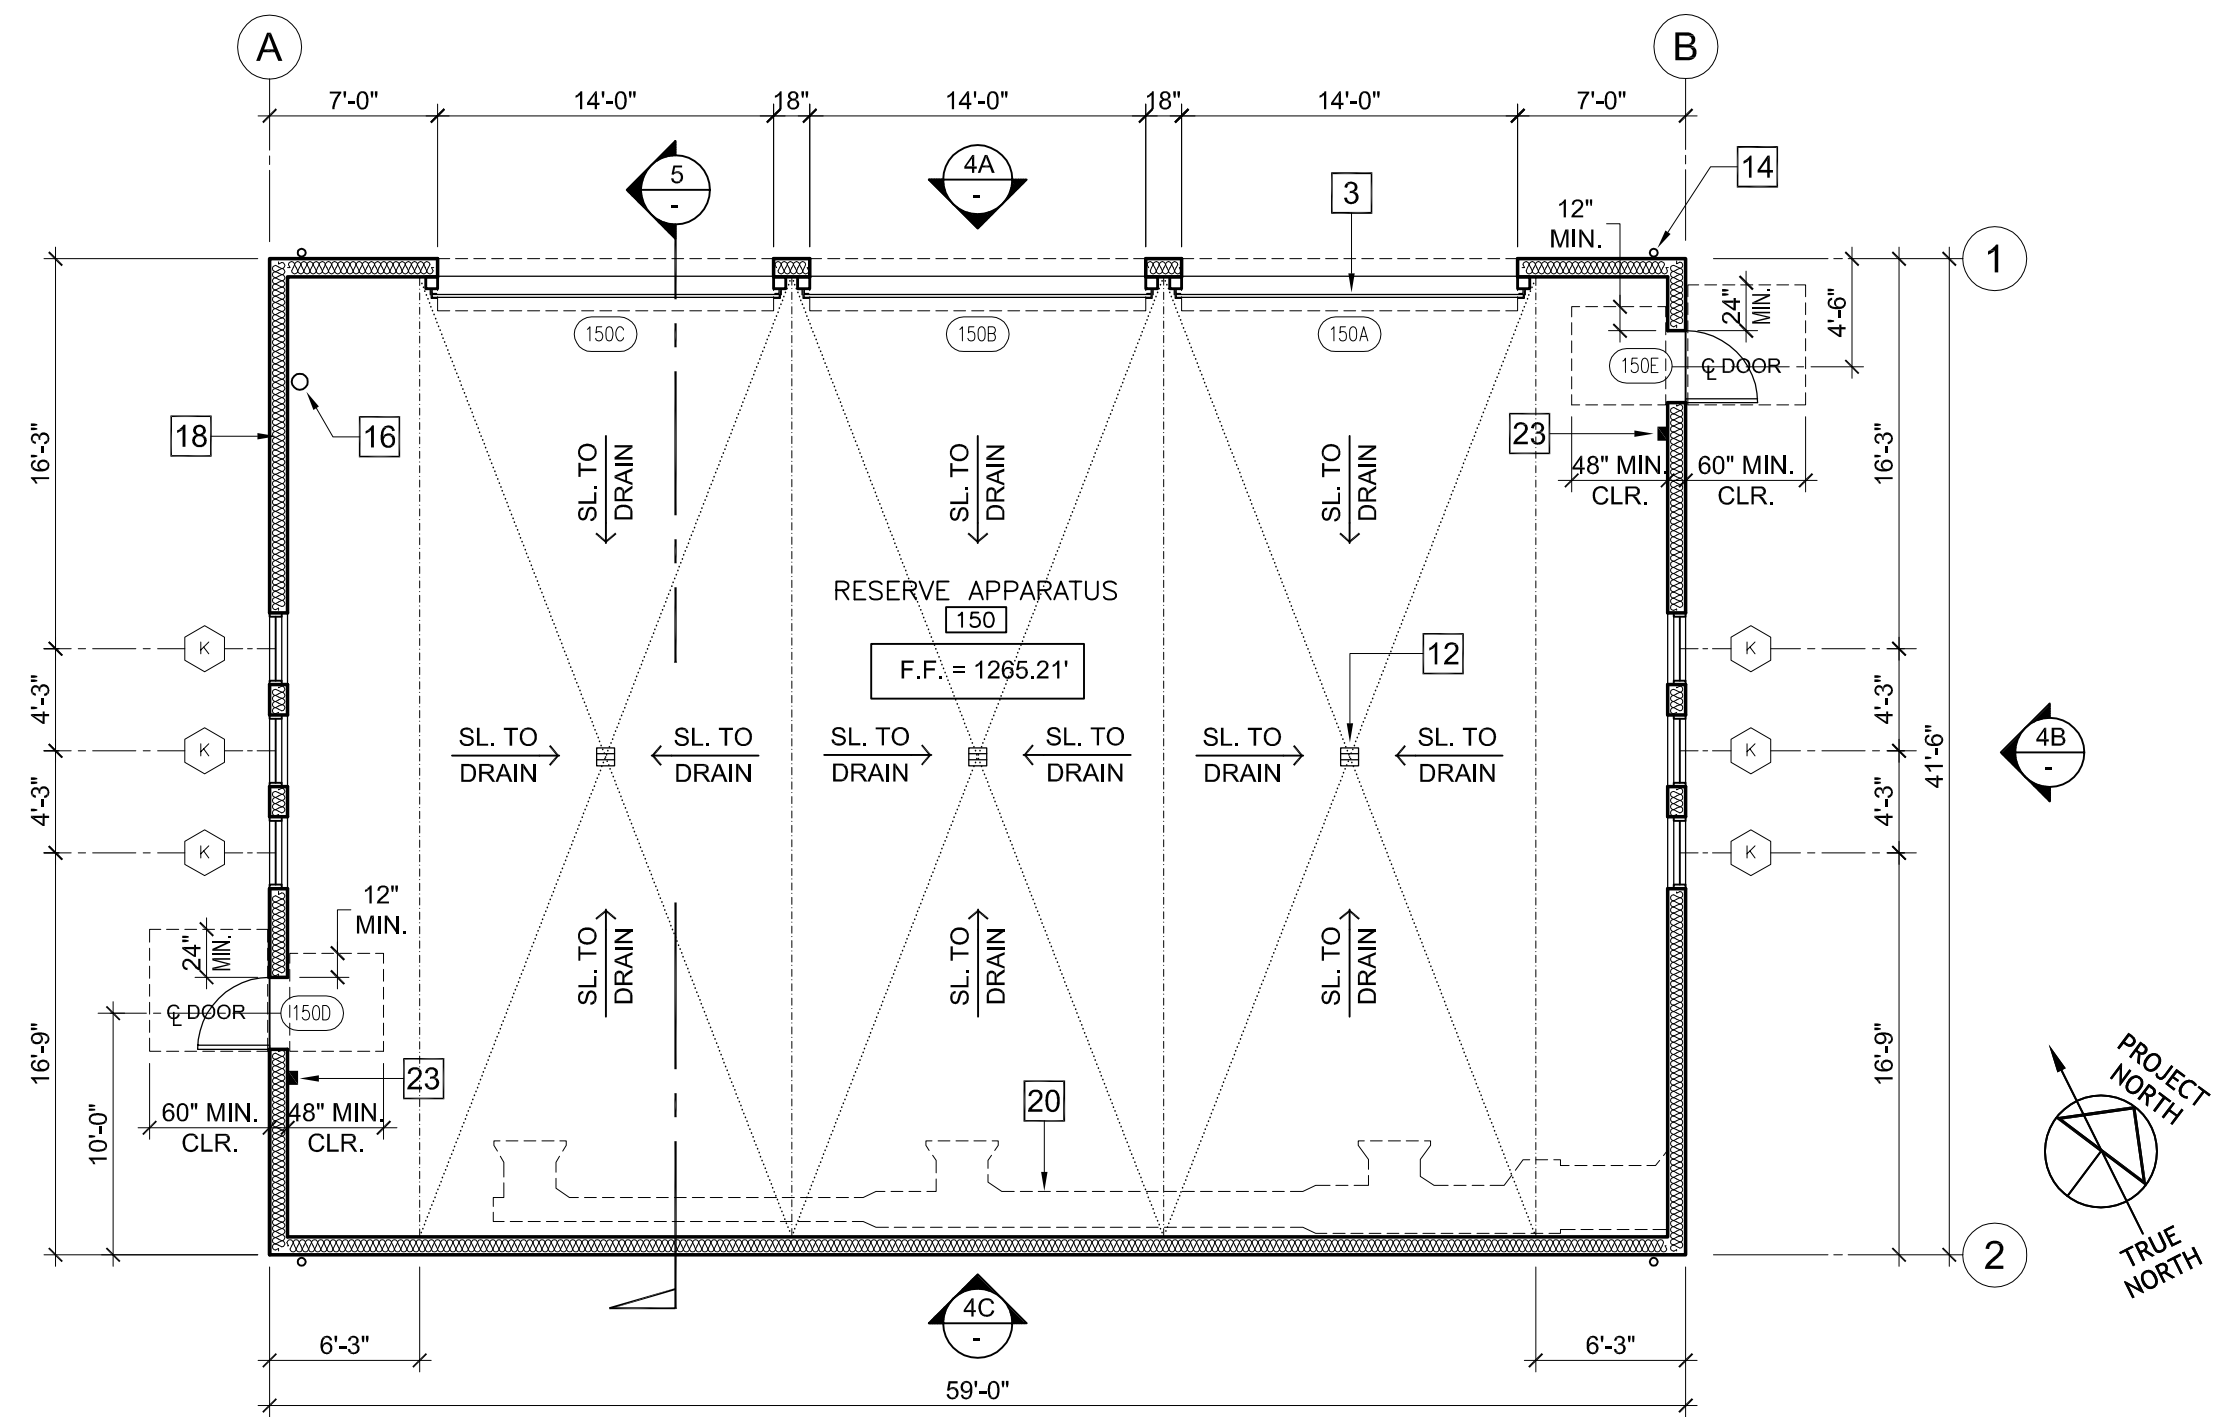 A
B
7'-0"
14'-0"
18"
14'-0"
18"
14'-0"
7'-0"
5
-
4A
-
3
14
12"
MIN.
1
24"
MIN.
4'-6"
150C
150B
150A
150E
℄ DOOR
16'-3"
18
16
23
48" MIN.
CLR.
60" MIN.
CLR.
16'-3"
SL. TO
DRAIN
SL. TO
DRAIN
SL. TO
DRAIN
RESERVE APPARATUS
150
F.F. = 1265.21'
12
K
K
4'-3"
4'-3"
SL. TO
DRAIN
SL. TO
DRAIN
SL. TO
DRAIN
SL. TO
DRAIN
SL. TO
DRAIN
SL. TO
DRAIN
K
K
41'-6"
4B
-
4'-3"
4'-3"
K
K
12"
MIN.
24"
MIN.
SL. TO
DRAIN
SL. TO
DRAIN
SL. TO
DRAIN
℄ DOOR
150D
16'-9"
16'-9"
23
60" MIN.
CLR.
48" MIN.
CLR.
10'-0"
20
PROJECT
NORTH
TRUE
NORTH
2
4C
-
6'-3"
6'-3"
59'-0"